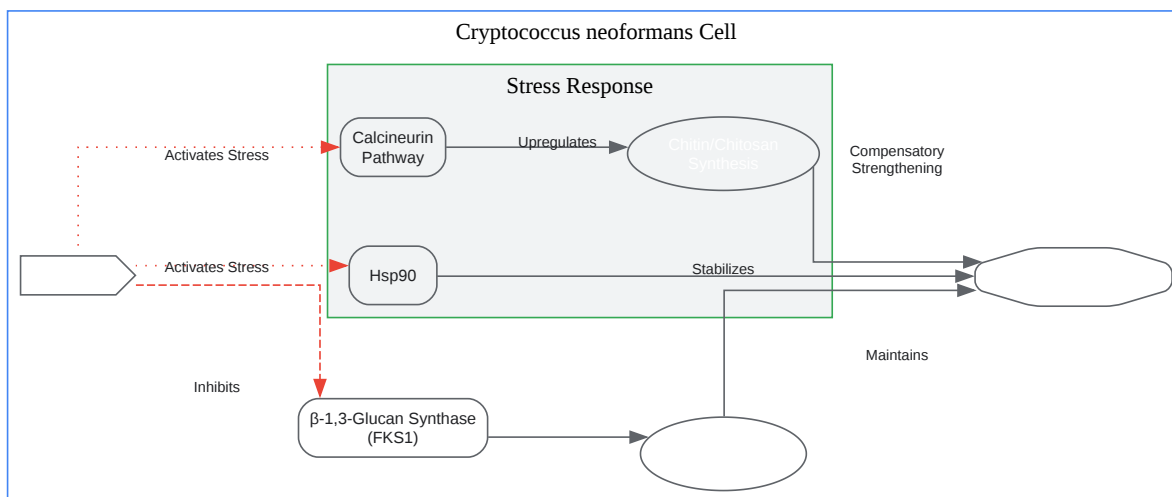 Cryptococcus neoformans Cell
Stress Response
Calcineurin
Pathway
Activates Stress
Upregulates
Chitin/Chitosan
Synthesis
Compensatory
Strengthening
Activates Stress
Hsp90
Stabilizes
Maintains
Inhibits
β-1,3-Glucan Synthase
(FKS1)